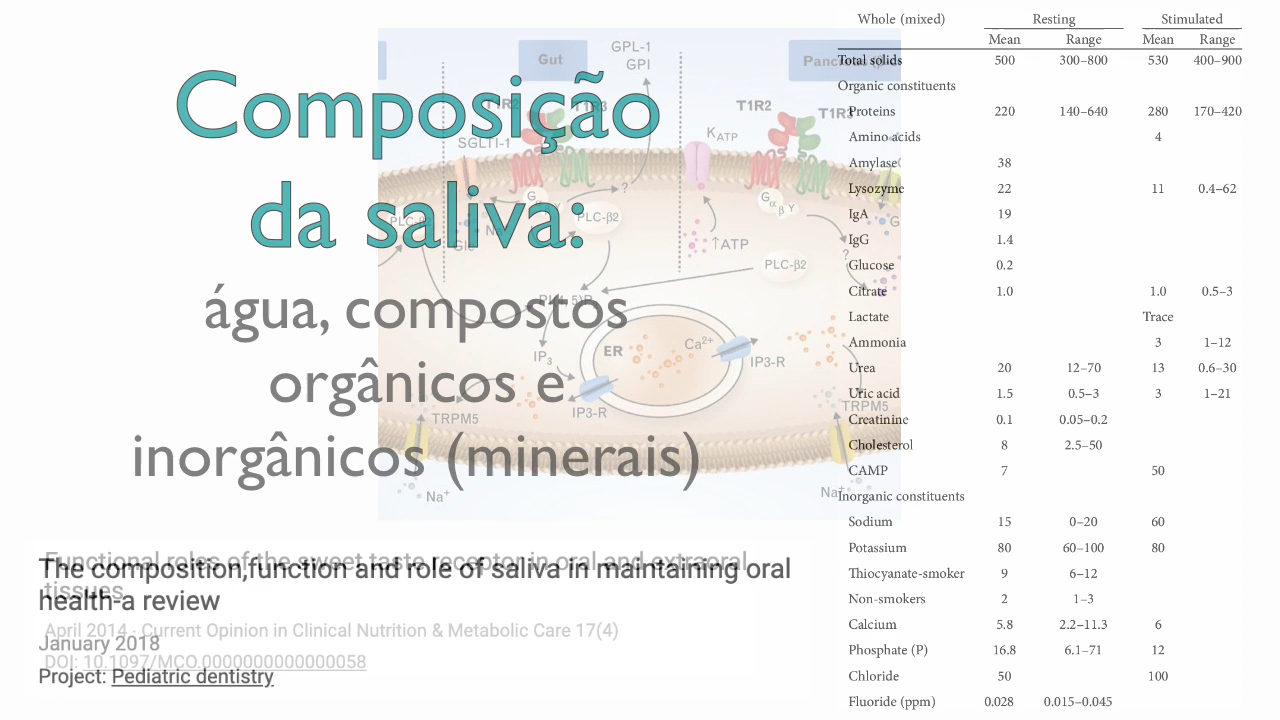 Composição
da saliva:
água, compostos
orgânicos e
inorgânicos (minerais)
Gut
GPL-1
GPI
T1R2
T1R3
SGLTI-1
K_ATP
T1R2
G
α β γ
PLC-β2
?
Na⁺
↑ATP
PLC-β2
IP₃
ER
Ca²⁺
IP3-R
IP3-R
TRPM5
TRPM5
Na⁺
Functional roles of the sweet taste receptor in oral and extraoral
tissues
April 2014 · Current Opinion in Clinical Nutrition & Metabolic Care 17(4)
DOI: 10.1097/MCO.0000000000000058
The composition,function and role of saliva in maintaining oral
health-a review
January 2018
Project: Pediatric dentistry
Whole (mixed) Resting Stimulated
Mean Range Mean Range
Total solids 500 300–800 530 400–900
Organic constituents
Proteins 220 140–640 280 170–420
Amino acids 4
Amylase 38
Lysozyme 22 11 0.4–62
IgA 19
IgG 1.4
Glucose 0.2
Citrate 1.0 1.0 0.5–3
Lactate Trace
Ammonia 3 1–12
Urea 20 12–70 13 0.6–30
Uric acid 1.5 0.5–3 3 1–21
Creatinine 0.1 0.05–0.2
Cholesterol 8 2.5–50
CAMP 7 50
Inorganic constituents
Sodium 15 0–20 60
Potassium 80 60–100 80
Thiocyanate-smoker 9 6–12
Non-smokers 2 1–3
Calcium 5.8 2.2–11.3 6
Phosphate (P) 16.8 6.1–71 12
Chloride 50 100
Fluoride (ppm) 0.028 0.015–0.045